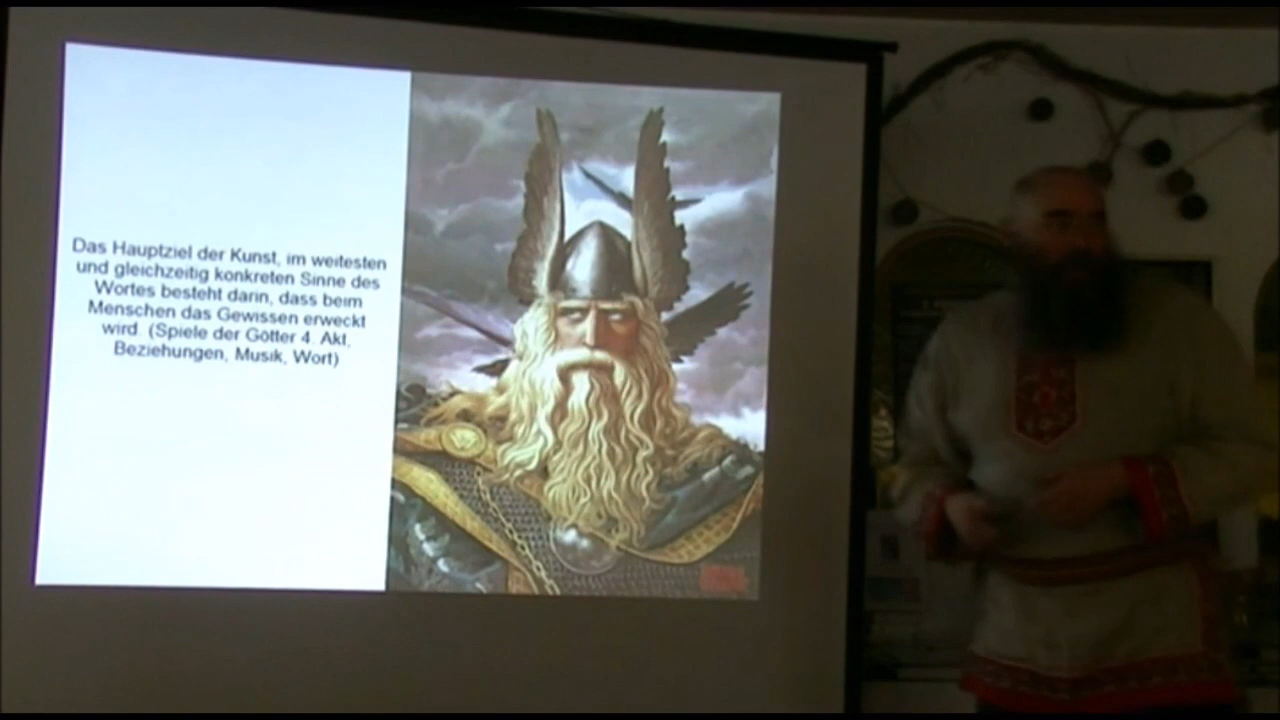 Das Hauptziel der Kunst, im weitesten
und gleichzeitig konkreten Sinne des
Wortes besteht darin, dass beim
Menschen das Gewissen erweckt
wird. (Spiele der Götter 4. Akt,
Beziehungen, Musik, Wort)